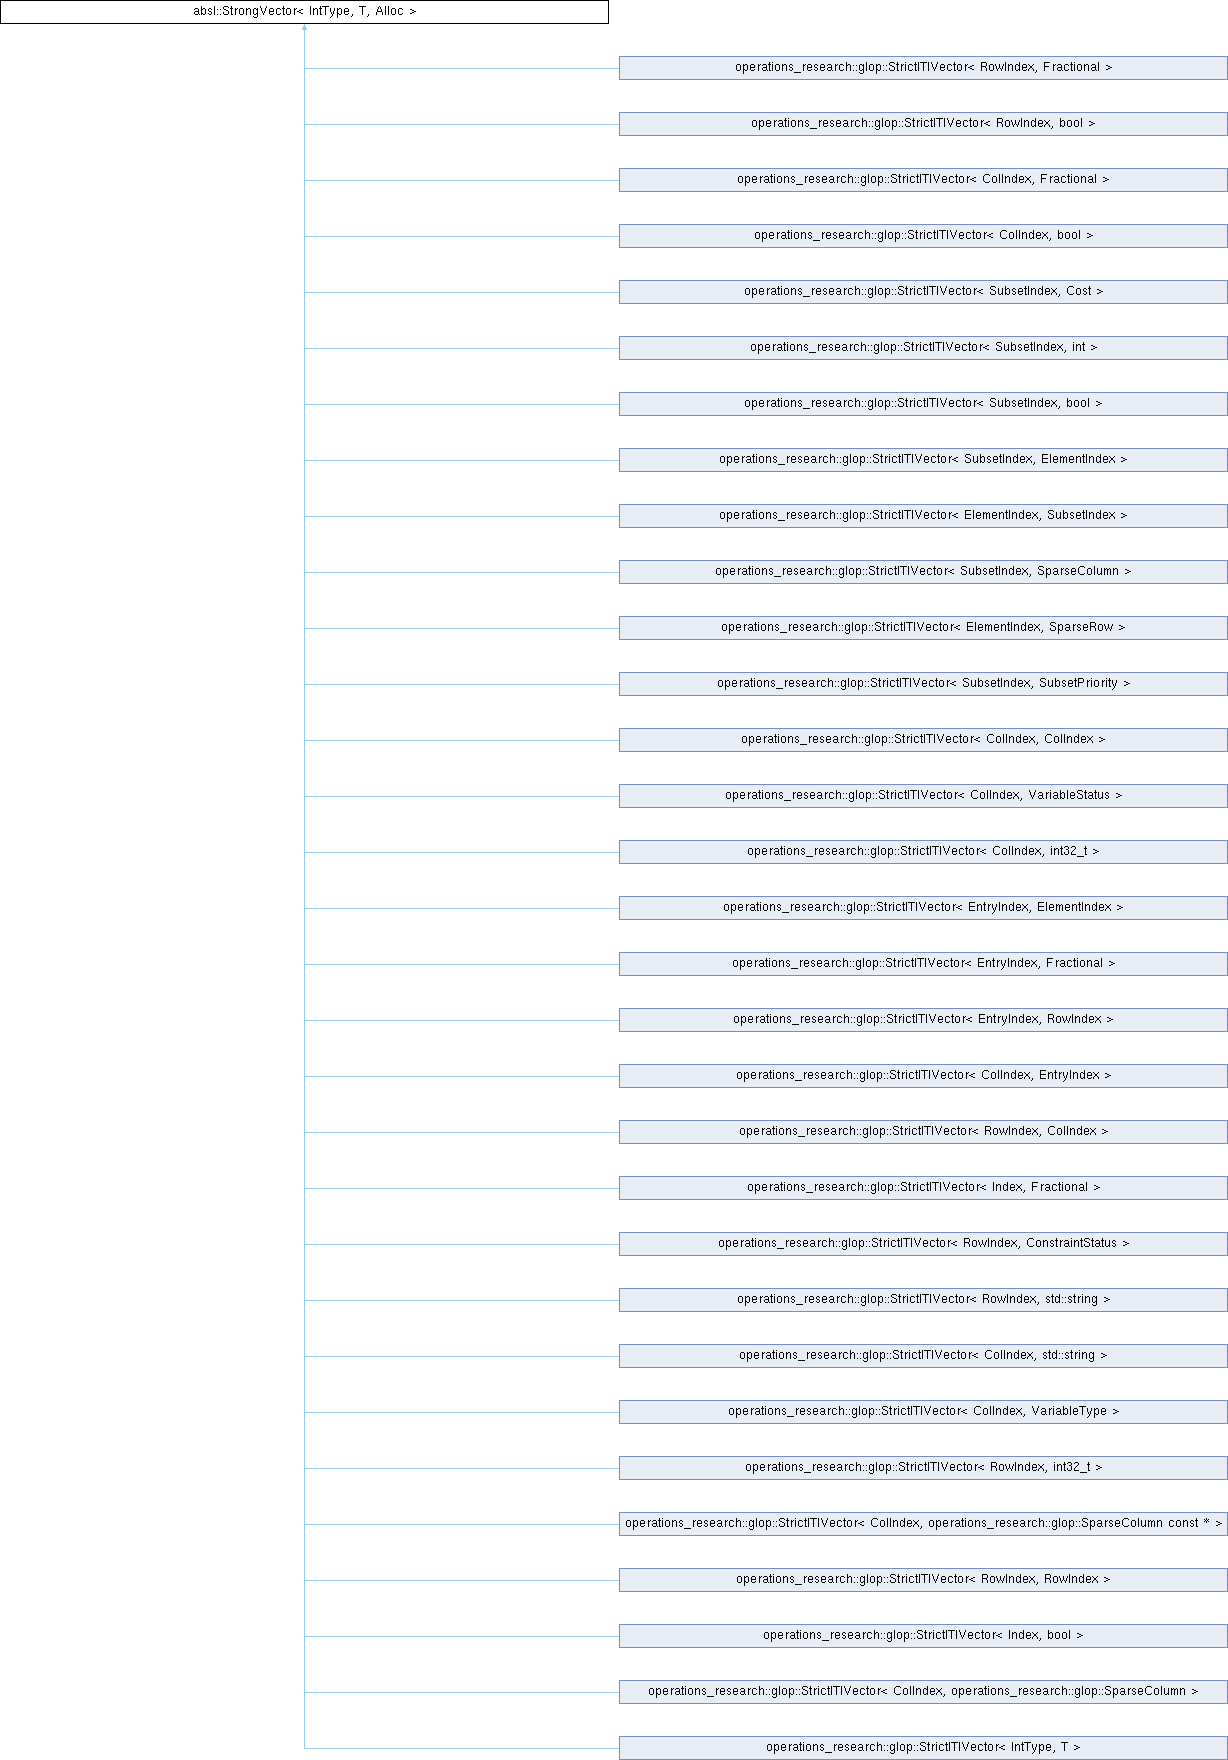 absl::StrongVector< IntType, T, Alloc >
operations_research::glop::StrictITIVector< RowIndex, Fractional >
operations_research::glop::StrictITIVector< RowIndex, bool >
operations_research::glop::StrictITIVector< ColIndex, Fractional >
operations_research::glop::StrictITIVector< ColIndex, bool >
operations_research::glop::StrictITIVector< SubsetIndex, Cost >
operations_research::glop::StrictITIVector< SubsetIndex, int >
operations_research::glop::StrictITIVector< SubsetIndex, bool >
operations_research::glop::StrictITIVector< SubsetIndex, ElementIndex >
operations_research::glop::StrictITIVector< ElementIndex, SubsetIndex >
operations_research::glop::StrictITIVector< SubsetIndex, SparseColumn >
operations_research::glop::StrictITIVector< ElementIndex, SparseRow >
operations_research::glop::StrictITIVector< SubsetIndex, SubsetPriority >
operations_research::glop::StrictITIVector< ColIndex, ColIndex >
operations_research::glop::StrictITIVector< ColIndex, VariableStatus >
operations_research::glop::StrictITIVector< ColIndex, int32_t >
operations_research::glop::StrictITIVector< EntryIndex, ElementIndex >
operations_research::glop::StrictITIVector< EntryIndex, Fractional >
operations_research::glop::StrictITIVector< EntryIndex, RowIndex >
operations_research::glop::StrictITIVector< ColIndex, EntryIndex >
operations_research::glop::StrictITIVector< RowIndex, ColIndex >
operations_research::glop::StrictITIVector< Index, Fractional >
operations_research::glop::StrictITIVector< RowIndex, ConstraintStatus >
operations_research::glop::StrictITIVector< RowIndex, std::string >
operations_research::glop::StrictITIVector< ColIndex, std::string >
operations_research::glop::StrictITIVector< ColIndex, VariableType >
operations_research::glop::StrictITIVector< RowIndex, int32_t >
operations_research::glop::StrictITIVector< ColIndex, operations_research::glop::SparseColumn const * >
operations_research::glop::StrictITIVector< RowIndex, RowIndex >
operations_research::glop::StrictITIVector< Index, bool >
operations_research::glop::StrictITIVector< ColIndex, operations_research::glop::SparseColumn >
operations_research::glop::StrictITIVector< IntType, T >